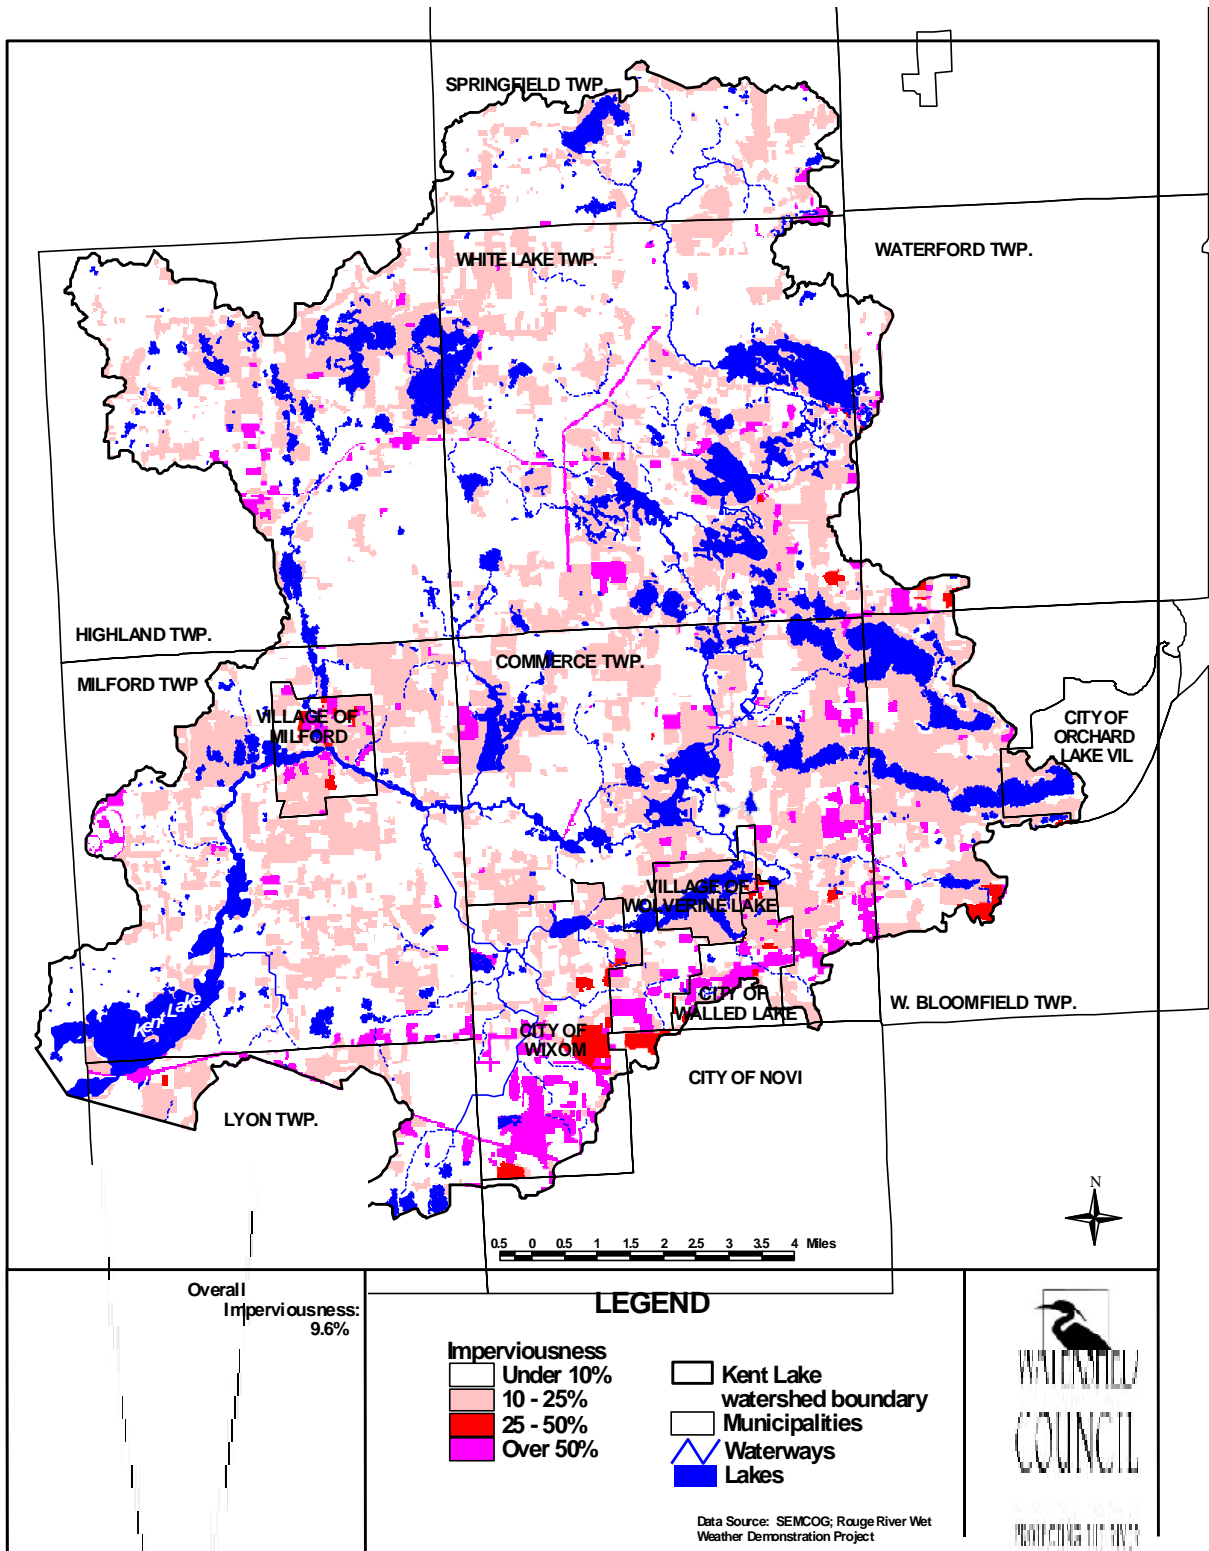 SPRINGFIELD TWP.
WHITE LAKE TWP.
WATERFORD TWP.
HIGHLAND TWP.
MILFORD TWP
COMMERCE TWP.
VILLAGE OF
MILFORD
CITY OF
ORCHARD
LAKE VIL
VILLAGE OF
WOLVERINE LAKE
Kent Lake
CITY OF
WALLED LAKE
W. BLOOMFIELD TWP.
CITY OF
WIXOM
CITY OF NOVI
LYON TWP.
N
0.5 0 0.5 1 1.5 2 2.5 3 3.5 4 Miles
Overall
Imperviousness:
9.6%
LEGEND
Imperviousness
Under 10%
10 - 25%
25 - 50%
Over 50%
Kent Lake
watershed boundary
Municipalities
Waterways
Lakes
Data Source: SEMCOG; Rouge River Wet
Weather Demonstration Project
COUNCIL